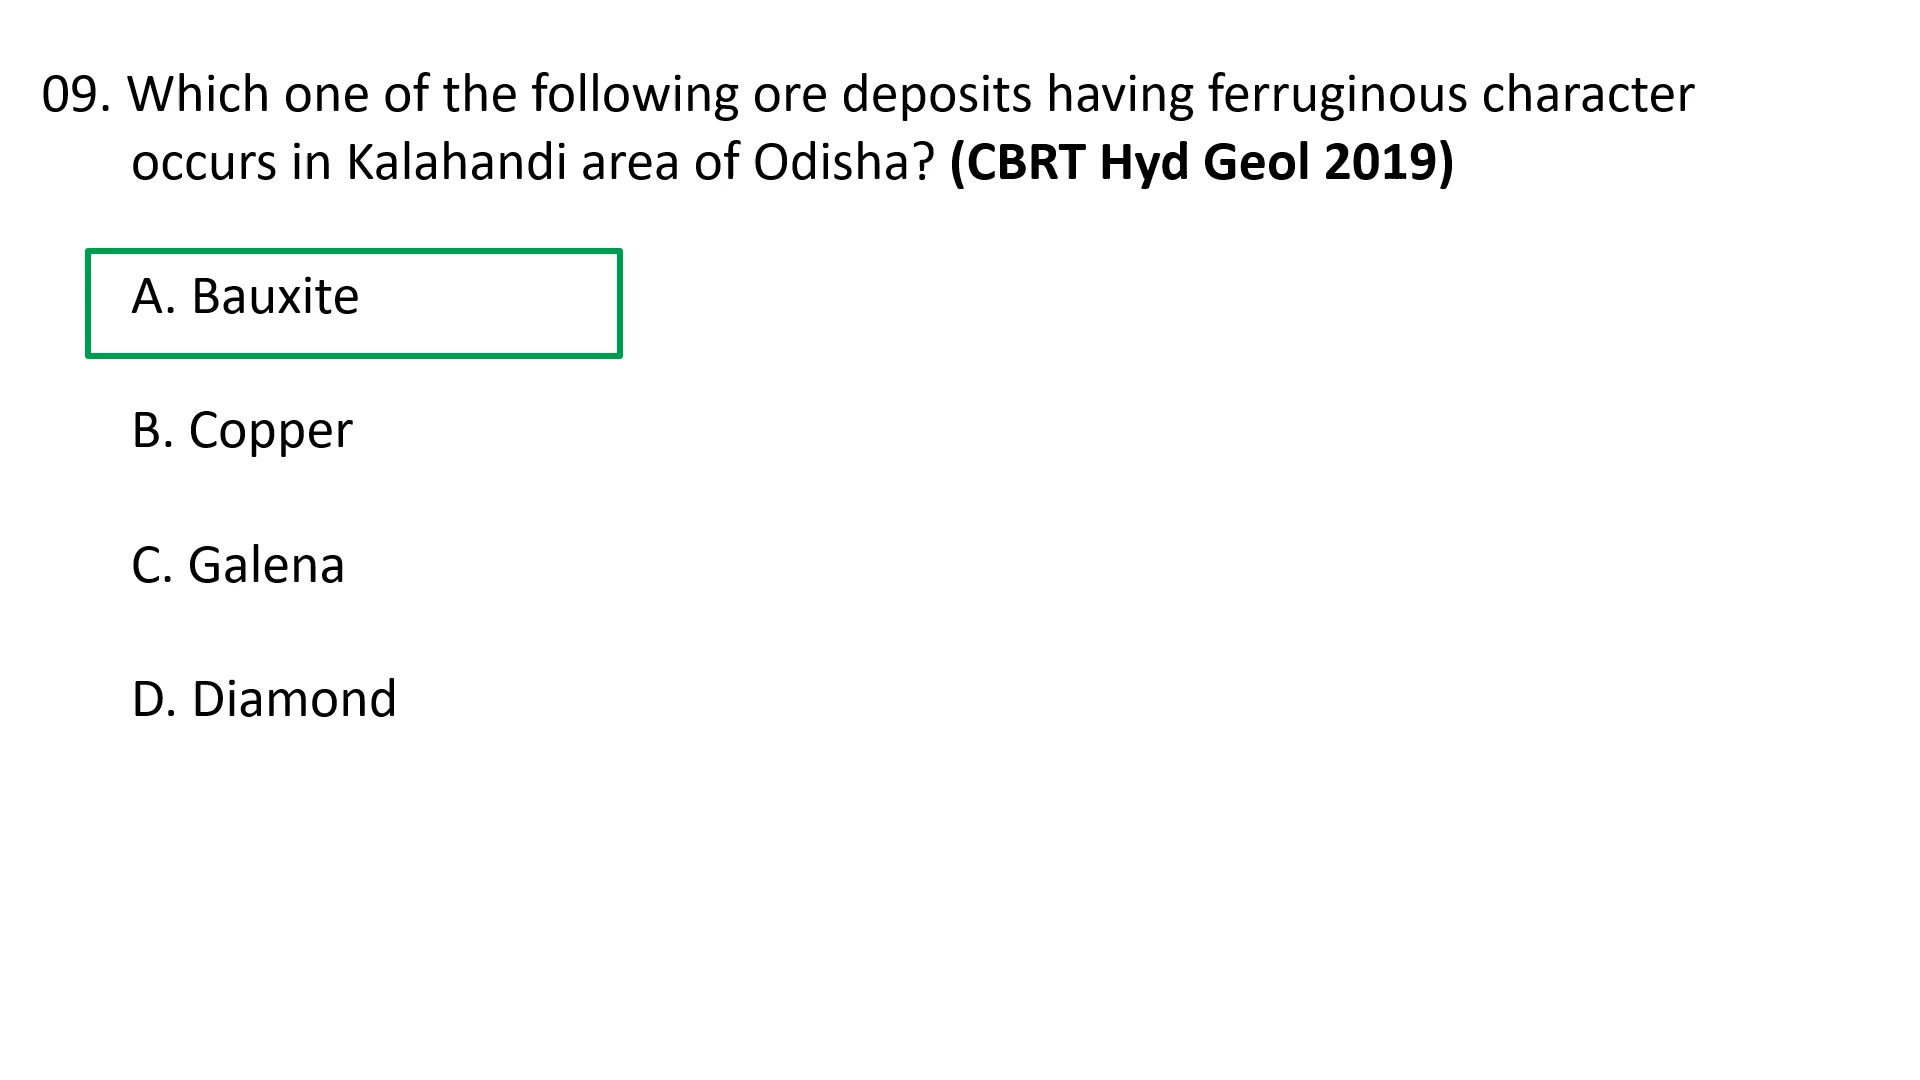 09. Which one of the following ore deposits having ferruginous character
occurs in Kalahandi area of Odisha? (CBRT Hyd Geol 2019)
A. Bauxite
B. Copper
C. Galena
D. Diamond